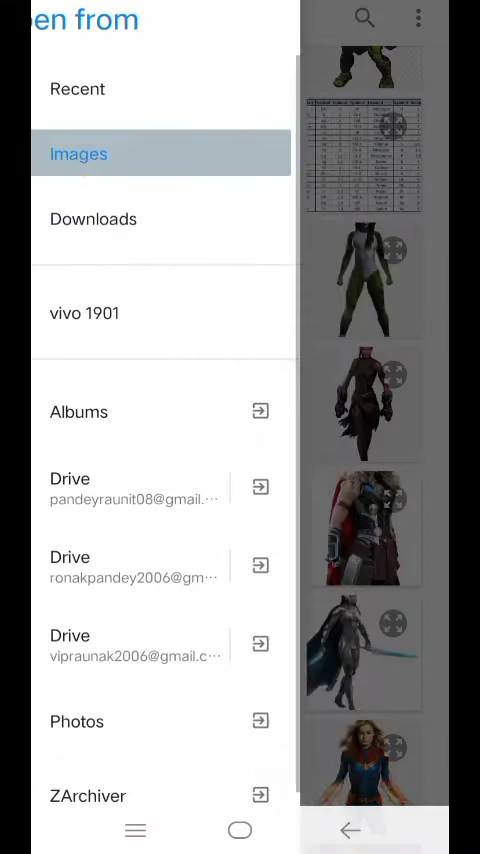 en from
Recent
Images
Downloads
vivo 1901
Albums
Drive
pandeyraunit08@gmail.…
Drive
ronakpandey2006@gm…
Drive
vipraunak2006@gmail.c…
Photos
ZArchiver